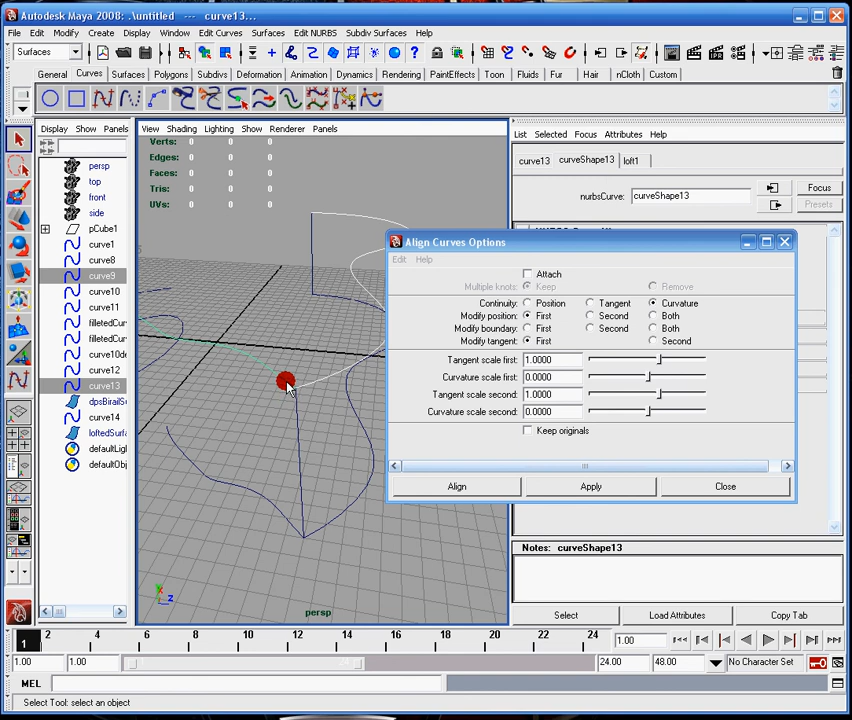 Autodesk Maya 2008: .\untitled --- curve13...
File Edit Modify Create Display Window Edit Curves Surfaces Edit NURBS Subdiv Surfaces Help
Surfaces
General Curves Surfaces Polygons Subdivs Deformation Animation Dynamics Rendering PaintEffects Toon Fluids Fur Hair nCloth Custom
Display Show Panels
View Shading Lighting Show Renderer Panels
List Selected Focus Attributes Help
Verts: 0 0 0
Edges: 0 0 0
Faces: 0 0 0
Tris: 0 0 0
UVs: 0 0 0
persp
top
front
side
pCube1
curve1
curve8
curve9
curve10
curve11
filletedCur
filletedCur
curve10de
curve12
curve13
dpsBirailS
curve14
loftedSurf
defaultLig
defaultObj
curve13 curveShape13 loft1
nurbsCurve: curveShape13
Focus
Presets
Align Curves Options
Edit Help
Attach
Multiple knots: Keep Remove
Continuity: Position Tangent Curvature
Modify position: First Second Both
Modify boundary: First Second Both
Modify tangent: First Second
Tangent scale first: 1.0000
Curvature scale first: 0.0000
Tangent scale second: 1.0000
Curvature scale second: 0.0000
Keep originals
Align Apply Close
persp
Y
Z
Notes: curveShape13
Select Load Attributes Copy Tab
1 2 4 6 8 10 12 14 16 18 20 22 24 1.00
1.00 1.00 1 24 24.00 48.00 No Character Set
MEL
Select Tool: select an object